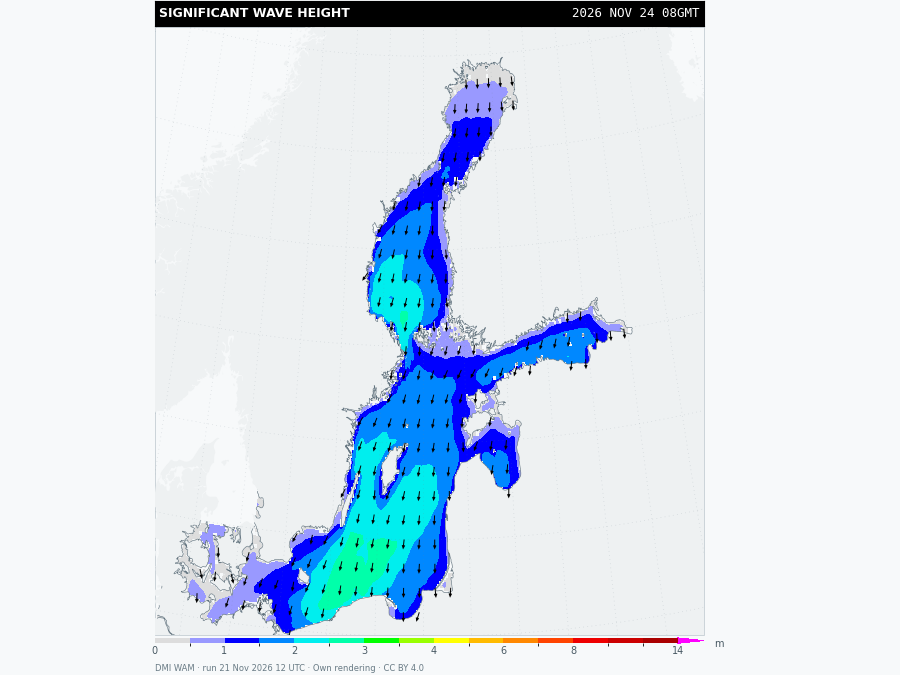 SIGNIFICANT WAVE HEIGHT 2026 NOV 24 08GMT
0 1 2 3 4 6 8 14 m
DMI WAM · run 21 Nov 2026 12 UTC · Own rendering · CC BY 4.0